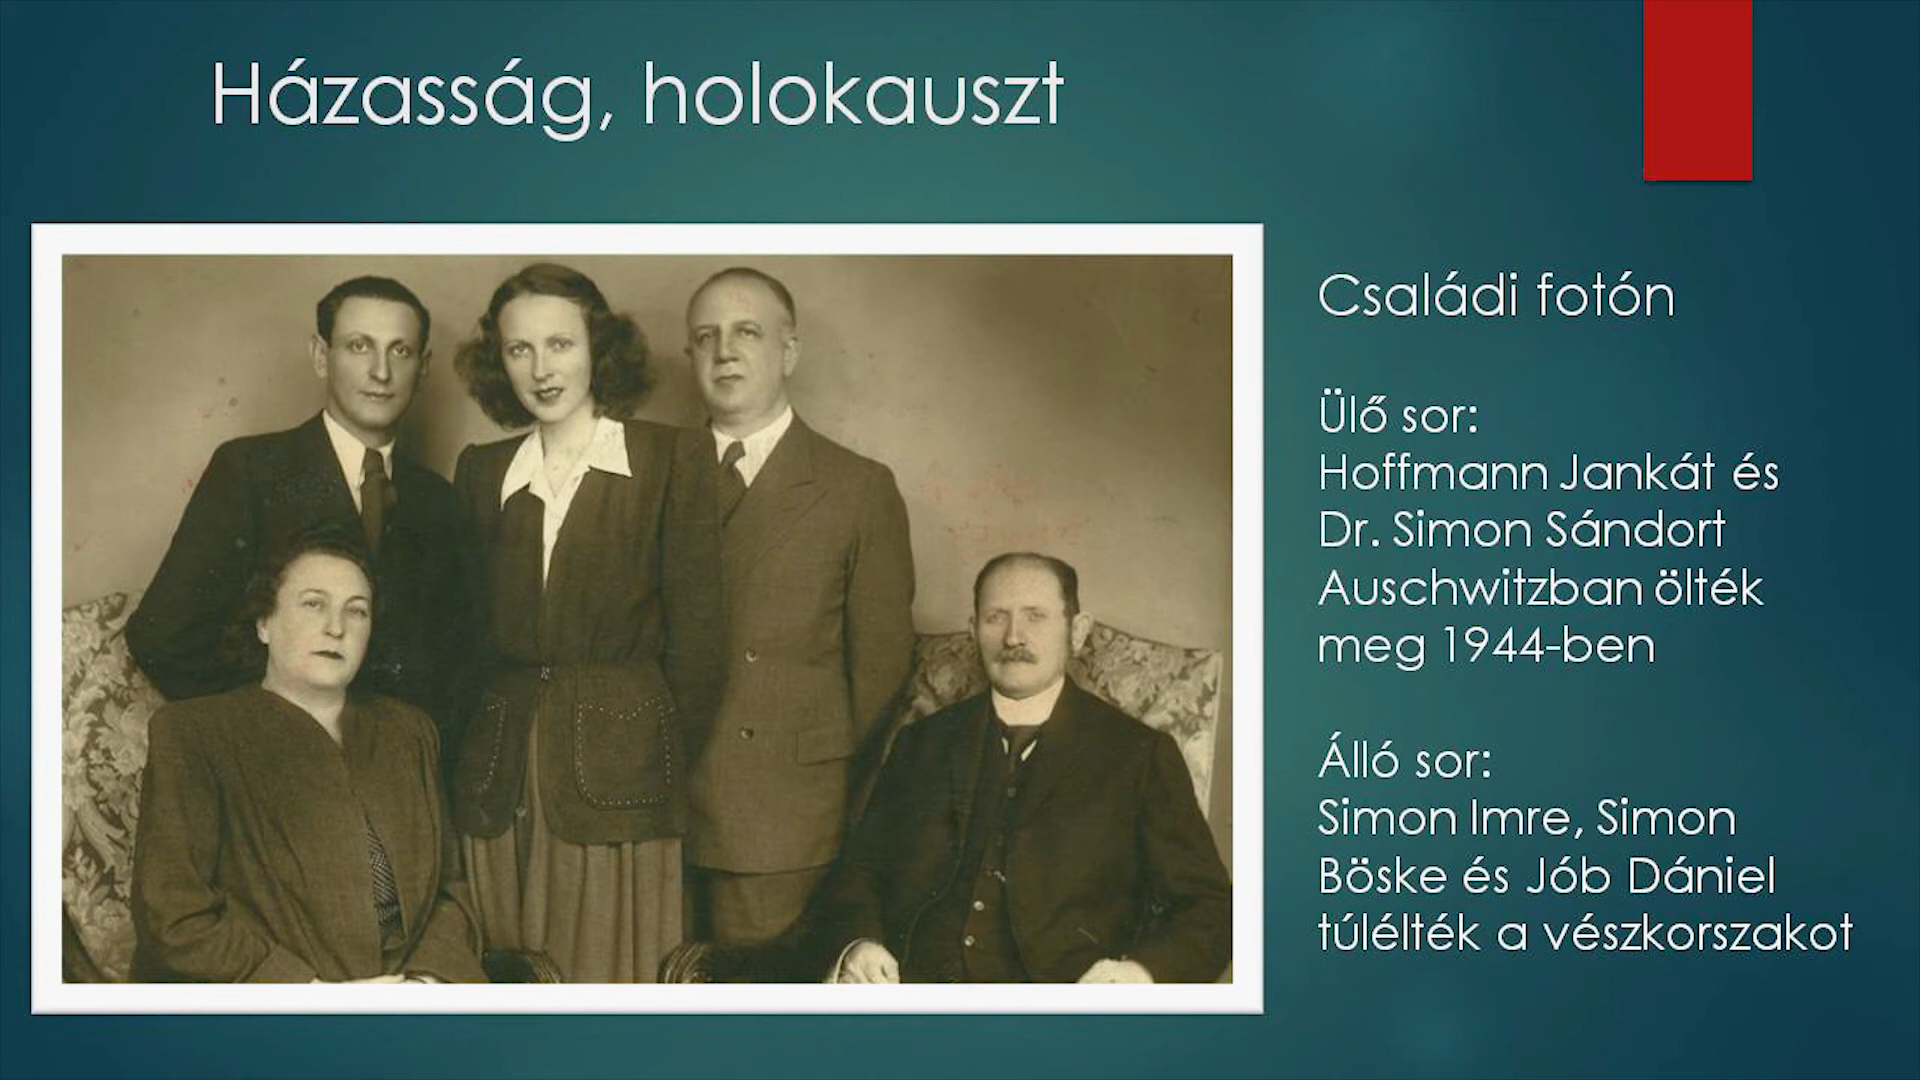 Házasság, holokauszt
Családi fotón
Ülő sor:
Hoffmann Jankát és
Dr. Simon Sándort
Auschwitzban ölték
meg 1944-ben
Álló sor:
Simon Imre, Simon
Böske és Jób Dániel
túlélték a vészkorszakot